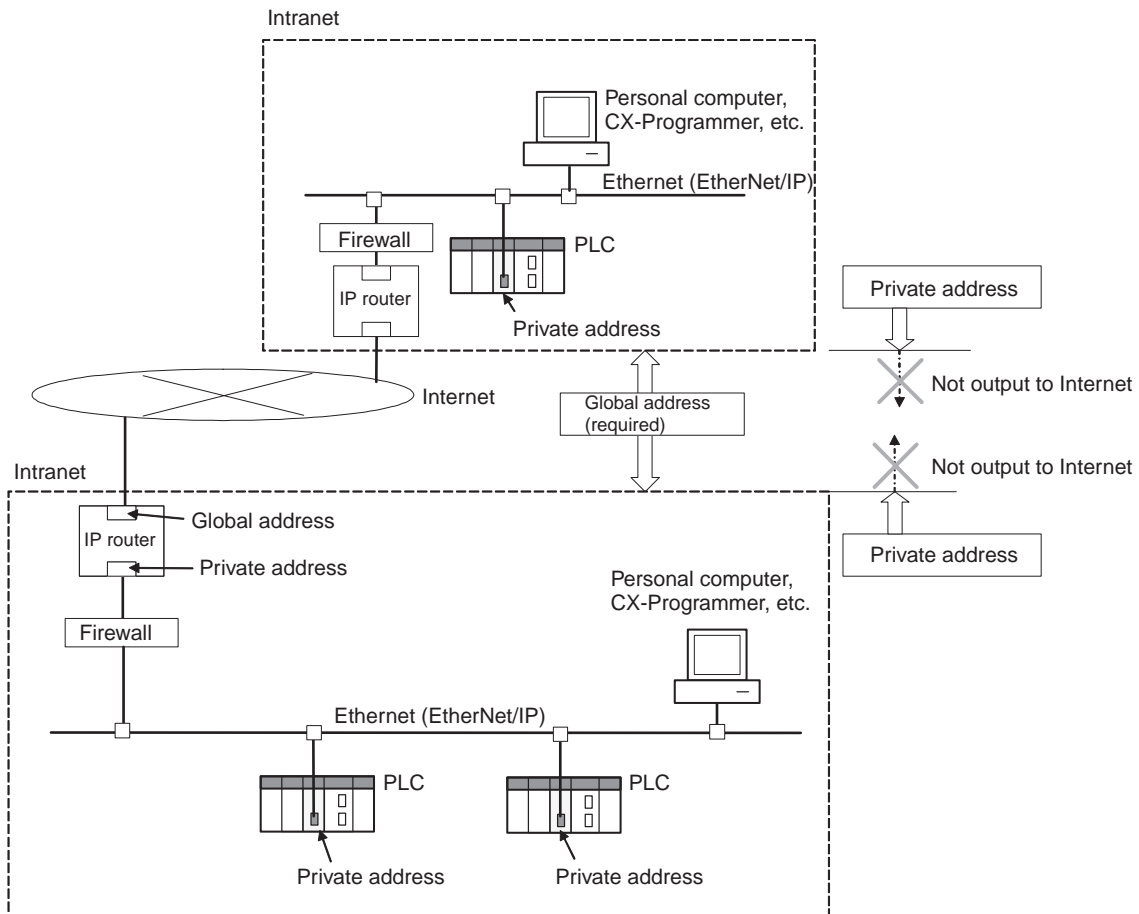 Intranet
Personal computer,
CX-Programmer, etc.
Ethernet (EtherNet/IP)
Firewall
PLC
IP router
Private address
Private address
Internet
Global address
(required)
Not output to Internet
Not output to Internet
Private address
Intranet
Global address
IP router
Private address
Personal computer,
CX-Programmer, etc.
Firewall
Ethernet (EtherNet/IP)
PLC
PLC
Private address
Private address